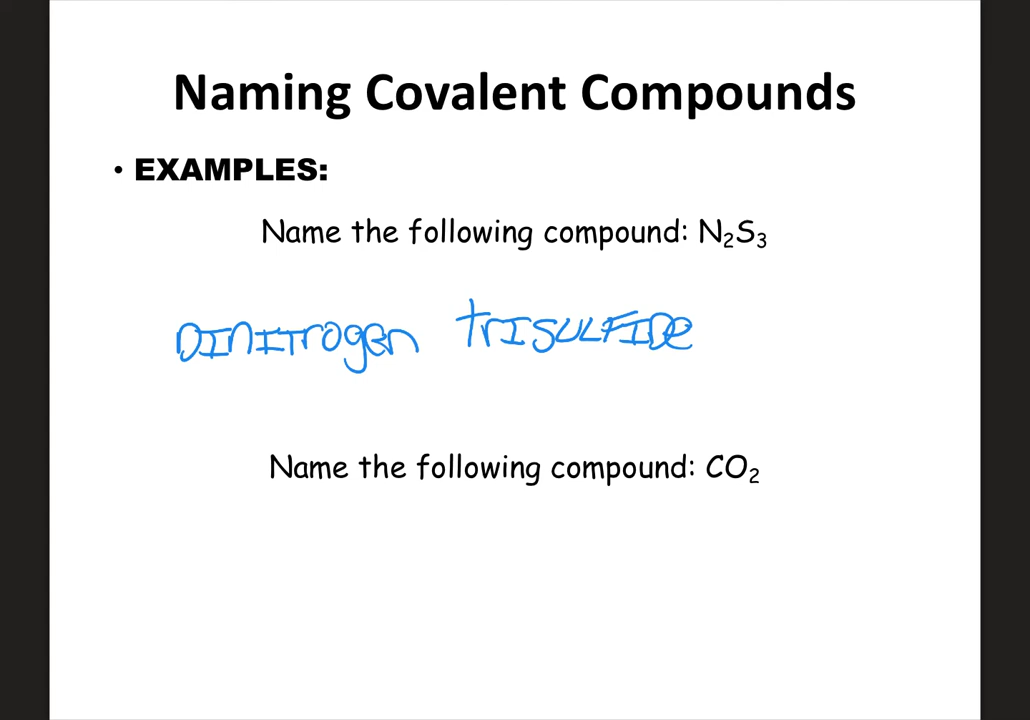 Naming Covalent Compounds
• EXAMPLES:
Name the following compound: N₂S₃
DINITrogen TrISULFIDe
Name the following compound: CO₂